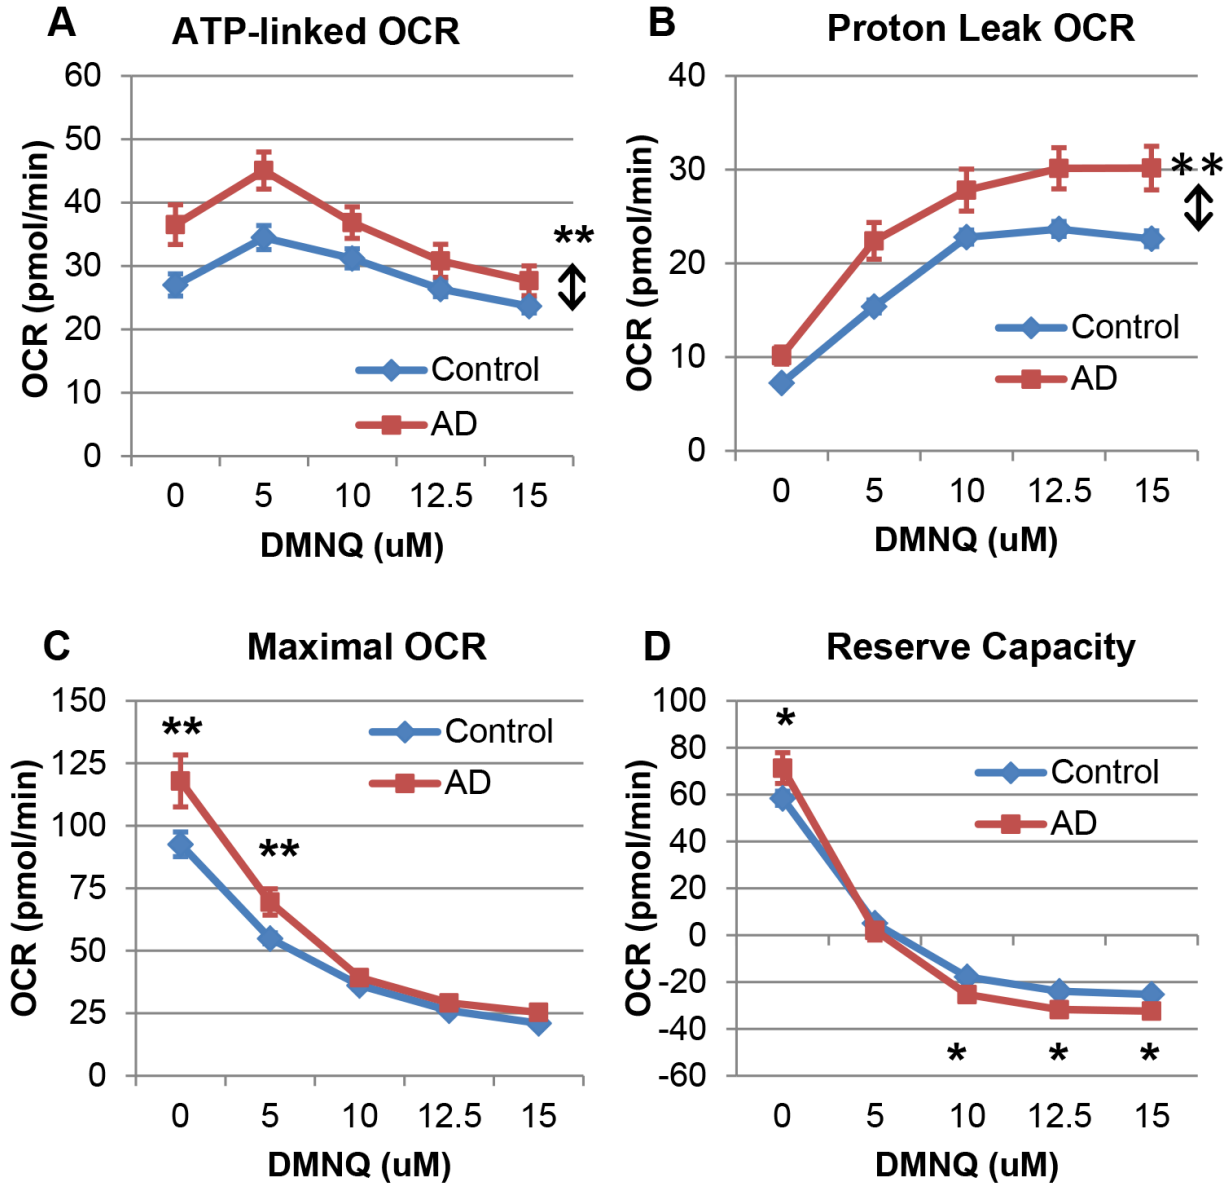 A
ATP-linked OCR
60
50
40
30
20
10
0
OCR (pmol/min)
**
Control
AD
0 5 10 12.5 15
DMNQ (uM)
B
Proton Leak OCR
40
30
20
10
0
OCR (pmol/min)
**
Control
AD
0 5 10 12.5 15
DMNQ (uM)
C
Maximal OCR
150
125
100
75
50
25
0
OCR (pmol/min)
**
**
Control
AD
0 5 10 12.5 15
DMNQ (uM)
D
Reserve Capacity
100
80
60
40
20
0
-20
-40
-60
OCR (pmol/min)
*
Control
AD
* * *
0 5 10 12.5 15
DMNQ (uM)